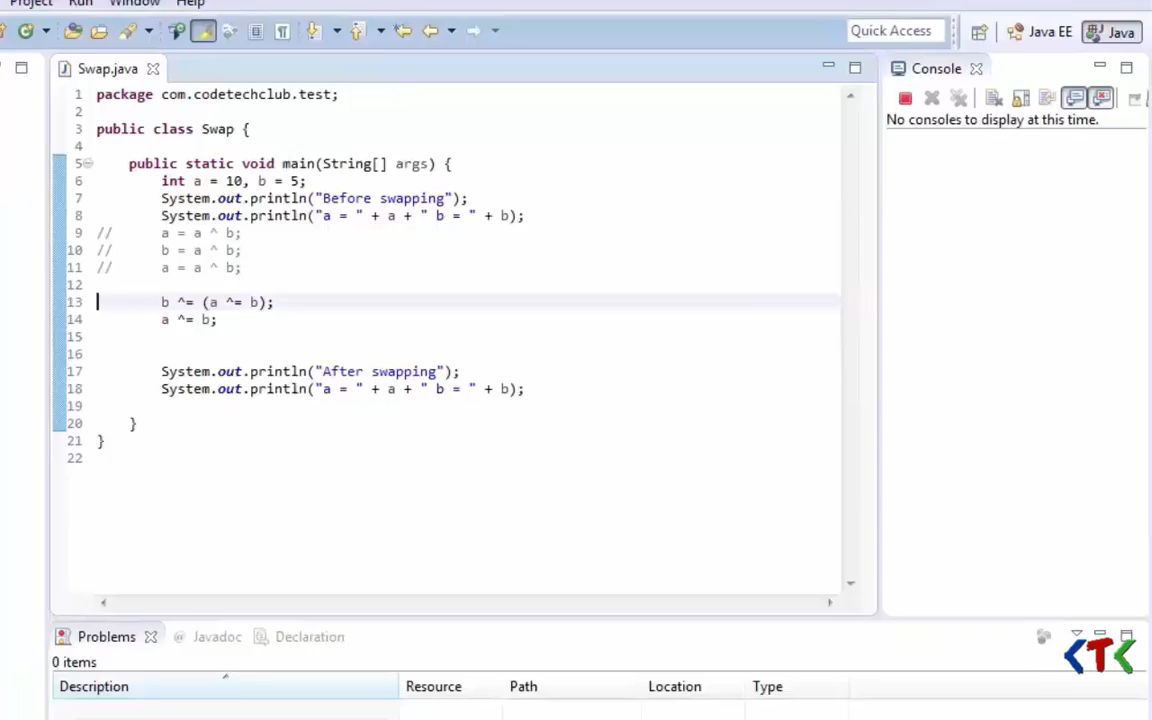 Project Run Window Help
Quick Access
Java EE
Java
Swap.java
1 package com.codetechclub.test;
2
3 public class Swap {
4
5 public static void main(String[] args) {
6 int a = 10, b = 5;
7 System.out.println("Before swapping");
8 System.out.println("a = " + a + " b = " + b);
9 // a = a ^ b;
10 // b = a ^ b;
11 // a = a ^ b;
12
13 b ^= (a ^= b);
14 a ^= b;
15
16
17 System.out.println("After swapping");
18 System.out.println("a = " + a + " b = " + b);
19
20 }
21 }
22
Console
No consoles to display at this time.
Problems @ Javadoc Declaration
0 items
Description Resource Path Location Type
CTC